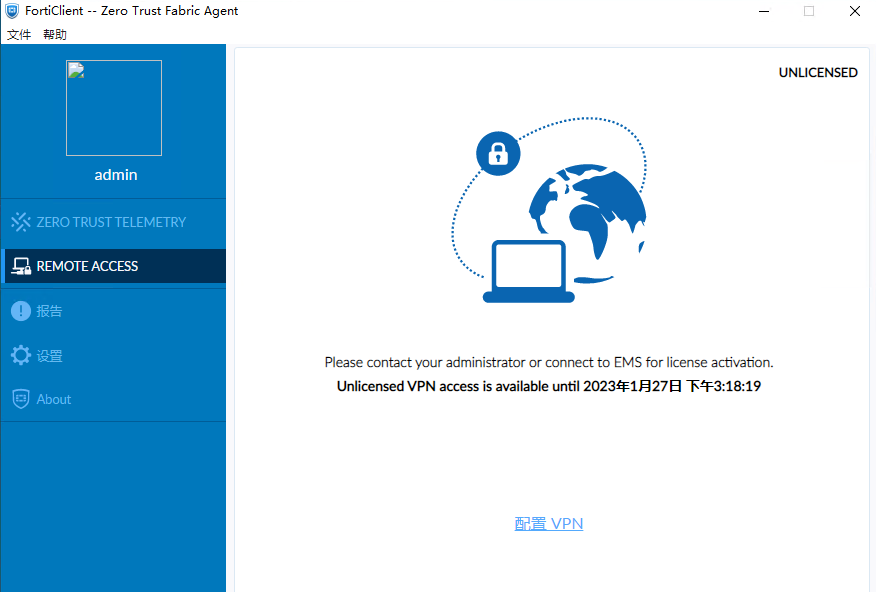 FortiClient -- Zero Trust Fabric Agent
文件 帮助
admin
ZERO TRUST TELEMETRY
REMOTE ACCESS
报告
设置
About
UNLICENSED
Please contact your administrator or connect to EMS for license activation.
Unlicensed VPN access is available until 2023年1月27日 下午3:18:19
配置 VPN